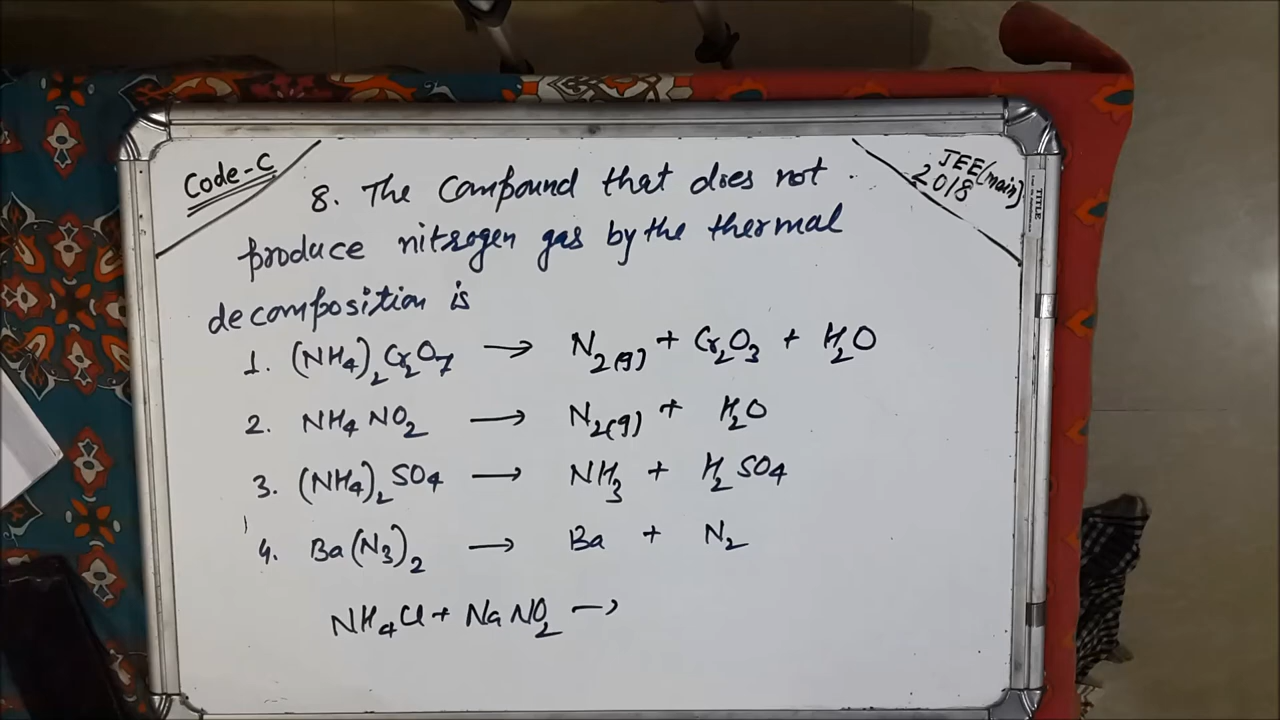 Code-C
JEE(main)
2018
8. The Compound that does not
produce nitrogen gas by the thermal
decomposition is
1. (NH₄)₂Cr₂O₇ → N₂(g) + Cr₂O₃ + H₂O
2. NH₄NO₂ → N₂(g) + H₂O
3. (NH₄)₂SO₄ → NH₃ + H₂SO₄
4. Ba(N₃)₂ → Ba + N₂
NH₄Cl + NaNO₂ →
TITLE